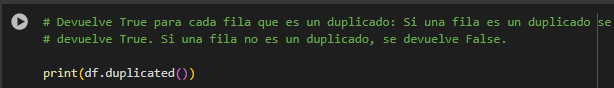 # Devuelve True para cada fila que es un duplicado: Si una fila es un duplicado se
# devuelve True. Si una fila no es un duplicado, se devuelve False.
print(df.duplicated())